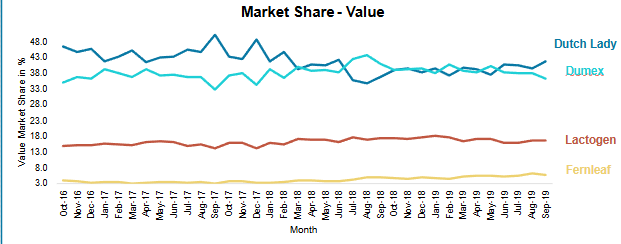 Market Share - Value
Value Market Share in %
48.0
43.0
38.0
33.0
28.0
23.0
18.0
13.0
8.0
3.0
Dutch Lady
Dumex
Lactogen
Fernleaf
Oct-16
Nov-16
Dec-16
Jan-17
Feb-17
Mar-17
Apr-17
May-17
Jun-17
Jul-17
Aug-17
Sep-17
Oct-17
Nov-17
Dec-17
Jan-18
Feb-18
Mar-18
Apr-18
May-18
Jun-18
Jul-18
Aug-18
Sep-18
Oct-18
Nov-18
Dec-18
Jan-19
Feb-19
Mar-19
Apr-19
May-19
Jun-19
Jul-19
Aug-19
Sep-19
Month